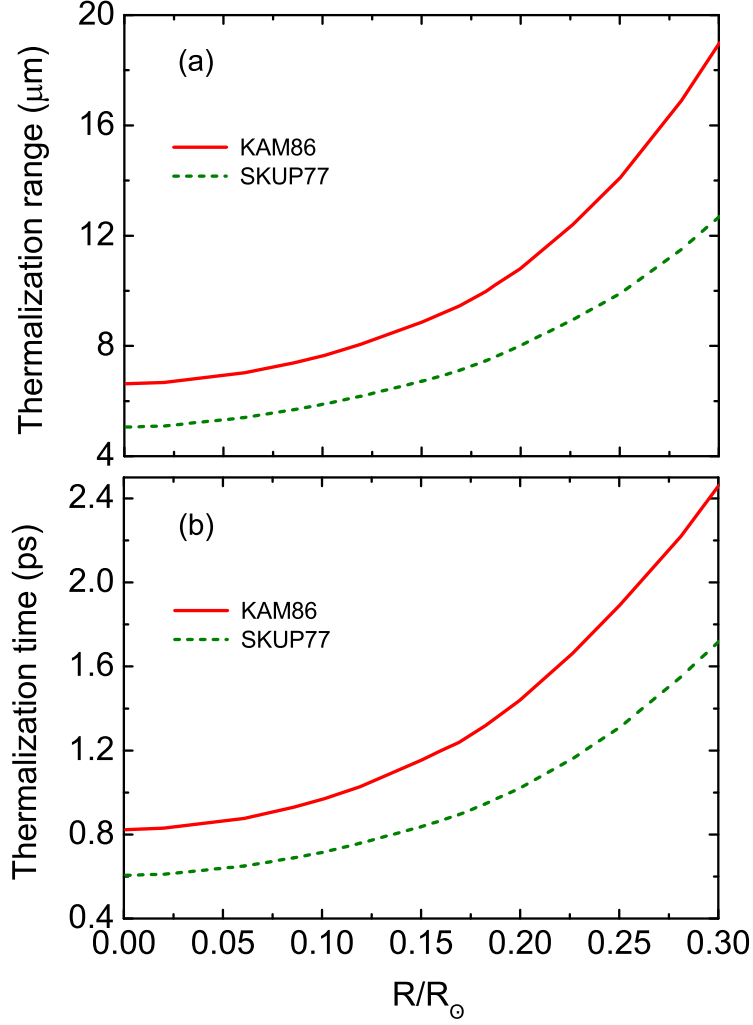 20
(a)
16
KAM86
SKUP77
12
8
4
Thermalization range (μm)
2.4
(b)
2.0
KAM86
SKUP77
1.6
1.2
0.8
0.4
Thermalization time (ps)
0.00 0.05 0.10 0.15 0.20 0.25 0.30
R/R⊙